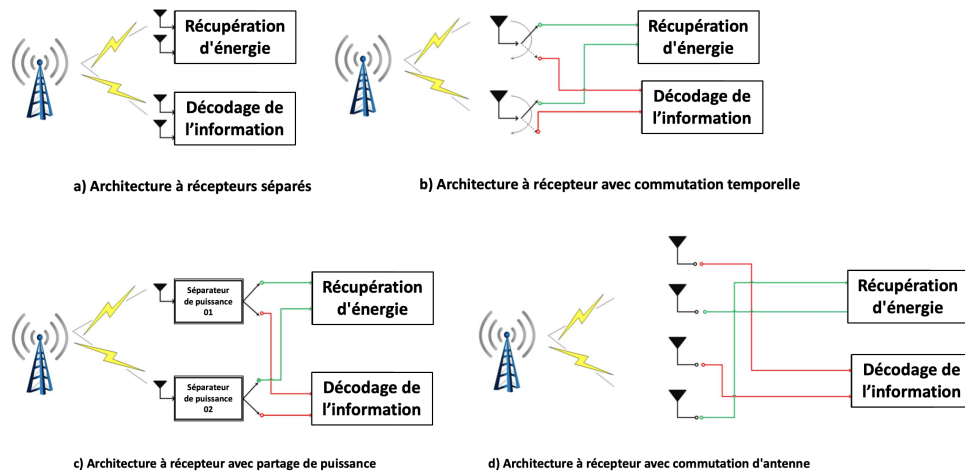 Récupération
d'énergie
Décodage de
l'information
a) Architecture à récepteurs séparés
Récupération
d'énergie
Décodage de
l'information
b) Architecture à récepteur avec commutation temporelle
Séparateur
de puissance
01
Récupération
d'énergie
Séparateur
de puissance
02
Décodage de
l'information
c) Architecture à récepteur avec partage de puissance
Récupération
d'énergie
Décodage de
l'information
d) Architecture à récepteur avec commutation d'antenne